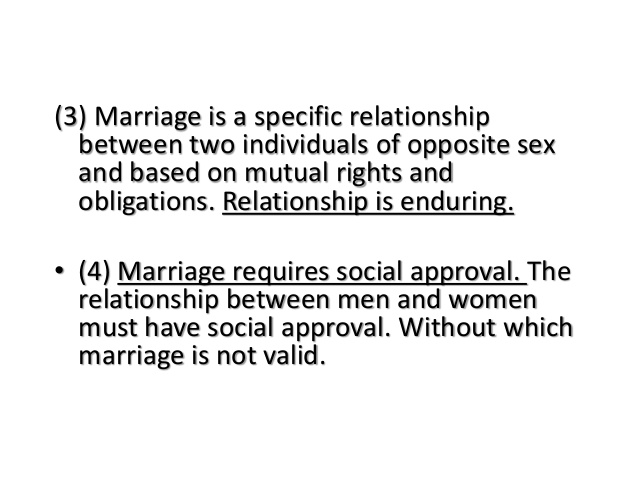 (3) Marriage is a specific relationship
between two individuals of opposite sex
and based on mutual rights and
obligations. Relationship is enduring.
• (4) Marriage requires social approval. The
relationship between men and women
must have social approval. Without which
marriage is not valid.